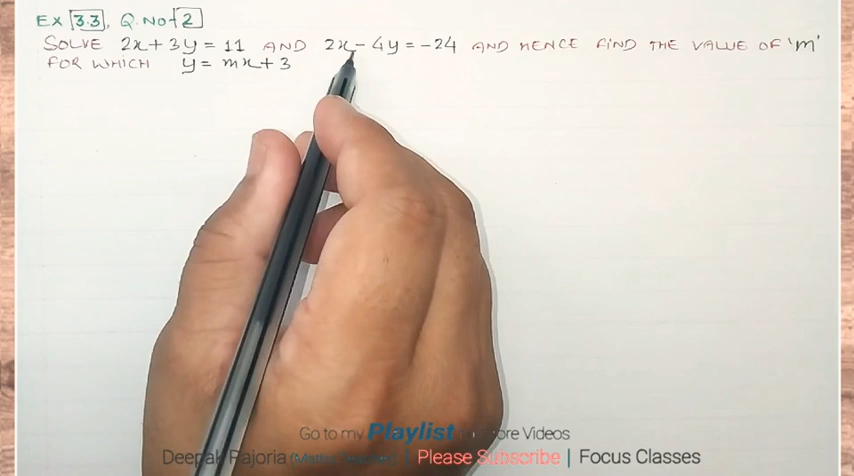 EX 3.3, Q. NO. 2
SOLVE 2x + 3y = 11 AND 2x - 4y = -24 AND HENCE FIND THE VALUE OF 'm'
FOR WHICH y = mx + 3
Go to my Playlist for more Videos
Deepak Rajoria | Please Subscribe | Focus Classes